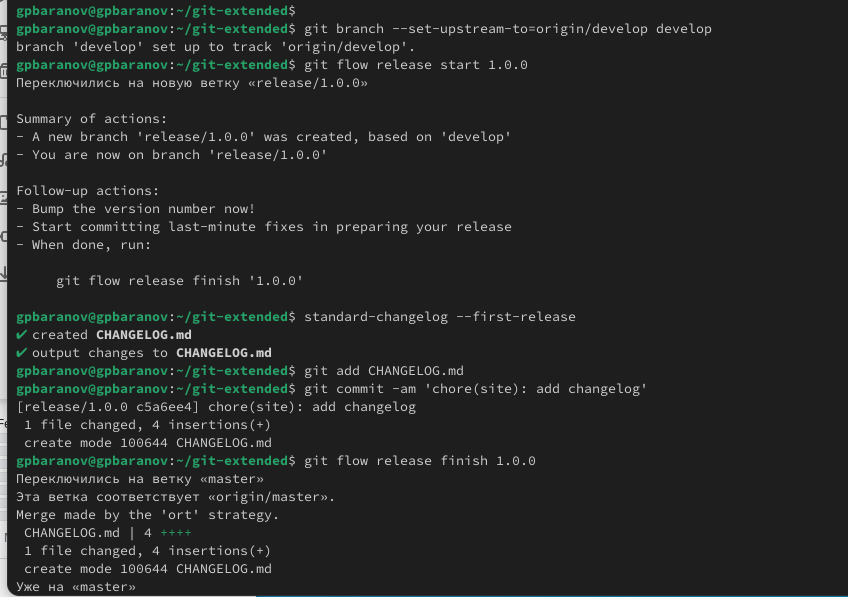 gpbaranov@gpbaranov:~/git-extended$
gpbaranov@gpbaranov:~/git-extended$ git branch --set-upstream-to=origin/develop develop
branch 'develop' set up to track 'origin/develop'.
gpbaranov@gpbaranov:~/git-extended$ git flow release start 1.0.0
Переключились на новую ветку «release/1.0.0»

Summary of actions:
- A new branch 'release/1.0.0' was created, based on 'develop'
- You are now on branch 'release/1.0.0'

Follow-up actions:
- Bump the version number now!
- Start committing last-minute fixes in preparing your release
- When done, run:

     git flow release finish '1.0.0'

gpbaranov@gpbaranov:~/git-extended$ standard-changelog --first-release
✔ created CHANGELOG.md
✔ output changes to CHANGELOG.md
gpbaranov@gpbaranov:~/git-extended$ git add CHANGELOG.md
gpbaranov@gpbaranov:~/git-extended$ git commit -am 'chore(site): add changelog'
[release/1.0.0 c5a6ee4] chore(site): add changelog
 1 file changed, 4 insertions(+)
 create mode 100644 CHANGELOG.md
gpbaranov@gpbaranov:~/git-extended$ git flow release finish 1.0.0
Переключились на ветку «master»
Эта ветка соответствует «origin/master».
Merge made by the 'ort' strategy.
 CHANGELOG.md | 4 ++++
 1 file changed, 4 insertions(+)
 create mode 100644 CHANGELOG.md
Уже на «master»